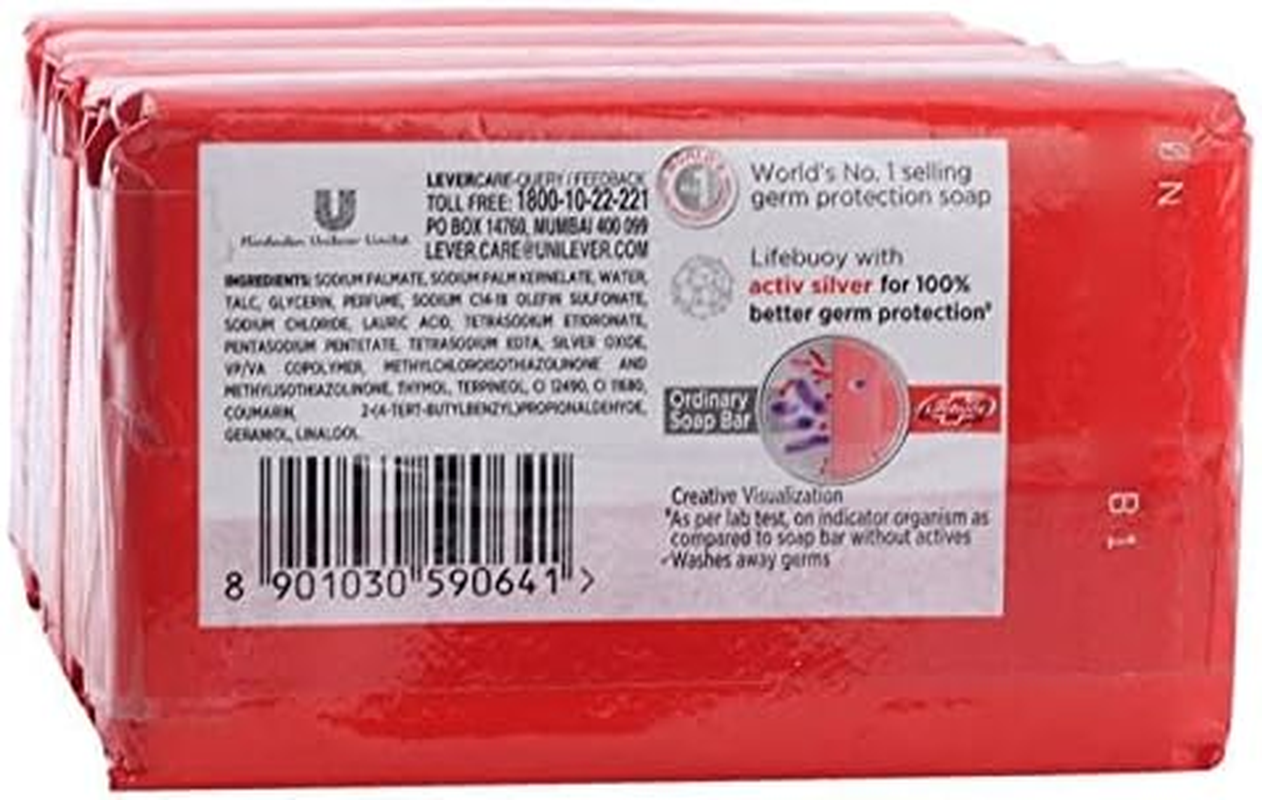 Hindustan Unilever Limited
LEVERCARE-QUERY / FEEDBACK
TOLL FREE: 1800-10-22-221
PO BOX 14760, MUMBAI 400 099
LEVER.CARE@UNILEVER.COM
INGREDIENTS: SODIUM PALMATE, SODIUM PALM KERNELATE, WATER,
TALC, GLYCERIN, PERFUME, SODIUM C14-18 OLEFIN SULFONATE,
SODIUM CHLORIDE, LAURIC ACID, TETRASODIUM ETIDRONATE,
PENTASODIUM PENTETATE, TETRASODIUM EDTA, SILVER OXIDE,
VP/VA COPOLYMER, METHYLCHLOROISOTHIAZOLINONE AND
METHYLISOTHIAZOLINONE, THYMOL, TERPINEOL, CI 12490, CI 11680,
COUMARIN, 2-(4-TERT-BUTYLBENZYL)PROPIONALDEHYDE,
GERANIOL, LINALOOL
8 901030 590641 >
World's No. 1 selling
germ protection soap
Lifebuoy with
activ silver for 100%
better germ protection#
Ordinary
Soap Bar
Lifebuoy
Creative Visualization
#As per lab test, on indicator organism as
compared to soap bar without actives
~Washes away germs
N 9
B 1